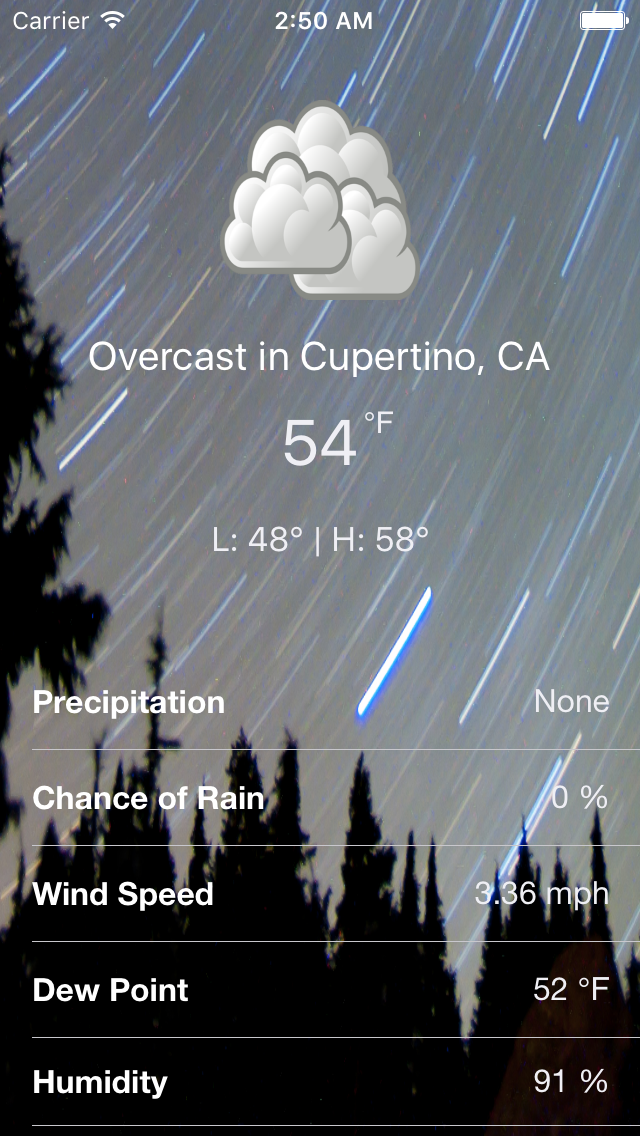 Carrier 2:50 AM
Overcast in Cupertino, CA
54 °F
L: 48° | H: 58°
Precipitation None
Chance of Rain 0 %
Wind Speed 3.36 mph
Dew Point 52 °F
Humidity 91 %